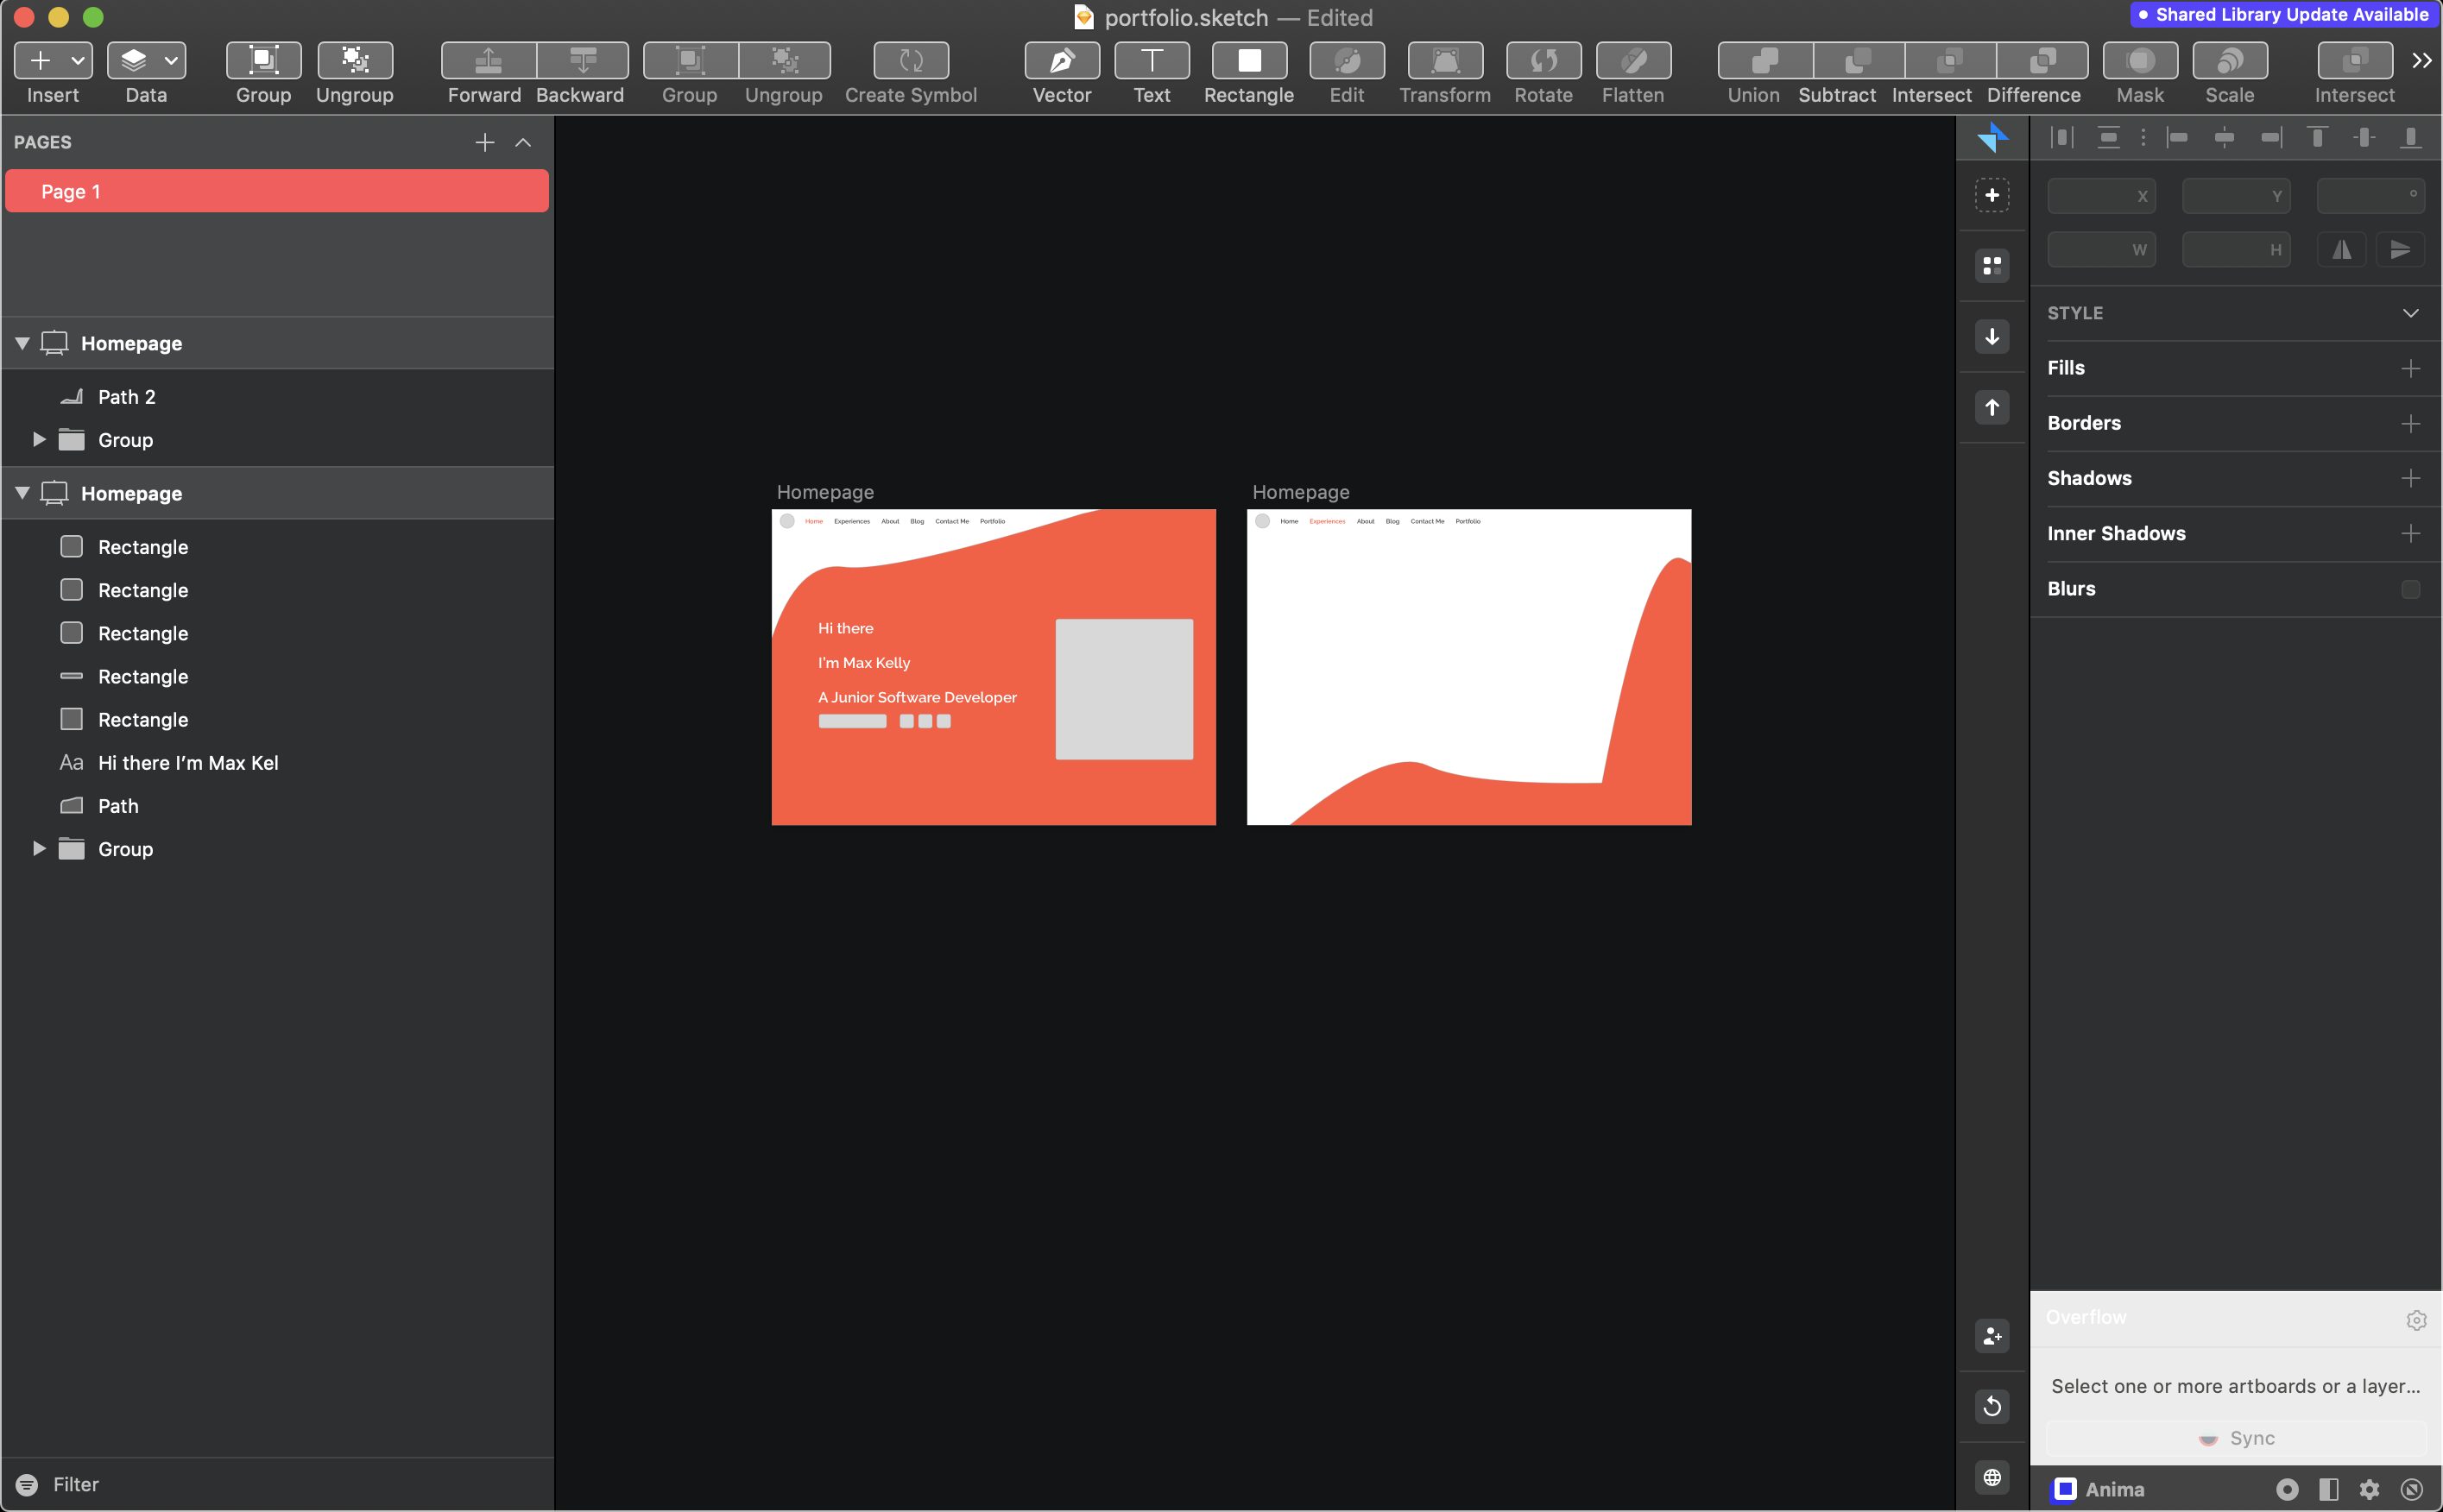 portfolio.sketch — Edited
Shared Library Update Available
Insert
Data
Group
Ungroup
Forward
Backward
Group
Ungroup
Create Symbol
Vector
Text
Rectangle
Edit
Transform
Rotate
Flatten
Union
Subtract
Intersect
Difference
Mask
Scale
Intersect
PAGES
Page 1
Homepage
Path 2
Group
Homepage
Rectangle
Rectangle
Rectangle
Rectangle
Rectangle
Aa Hi there I’m Max Kel
Path
Group
Filter
Homepage
Home Experiences About Blog Contact Me Portfolio
Hi there
I’m Max Kelly
A Junior Software Developer
Homepage
Home Experiences About Blog Contact Me Portfolio
X
Y
°
W
H
STYLE
Fills
Borders
Shadows
Inner Shadows
Blurs
Overflow
Select one or more artboards or a layer...
Sync
Anima